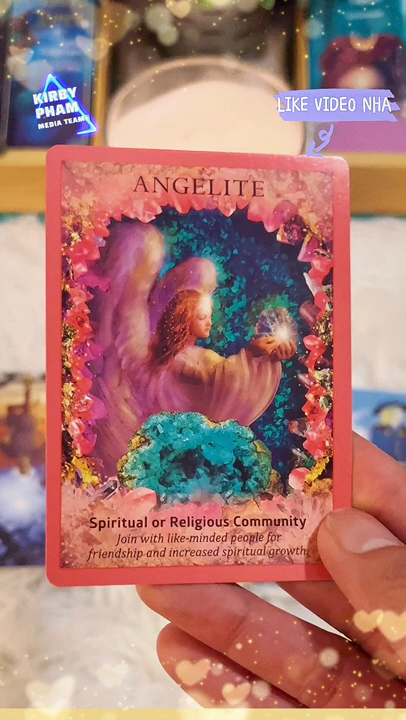 KIRBY
PHAM
MEDIA TEAM
LIKE VIDEO NHA
ANGELITE
Spiritual or Religious Community
Join with like-minded people for
friendship and increased spiritual growth.